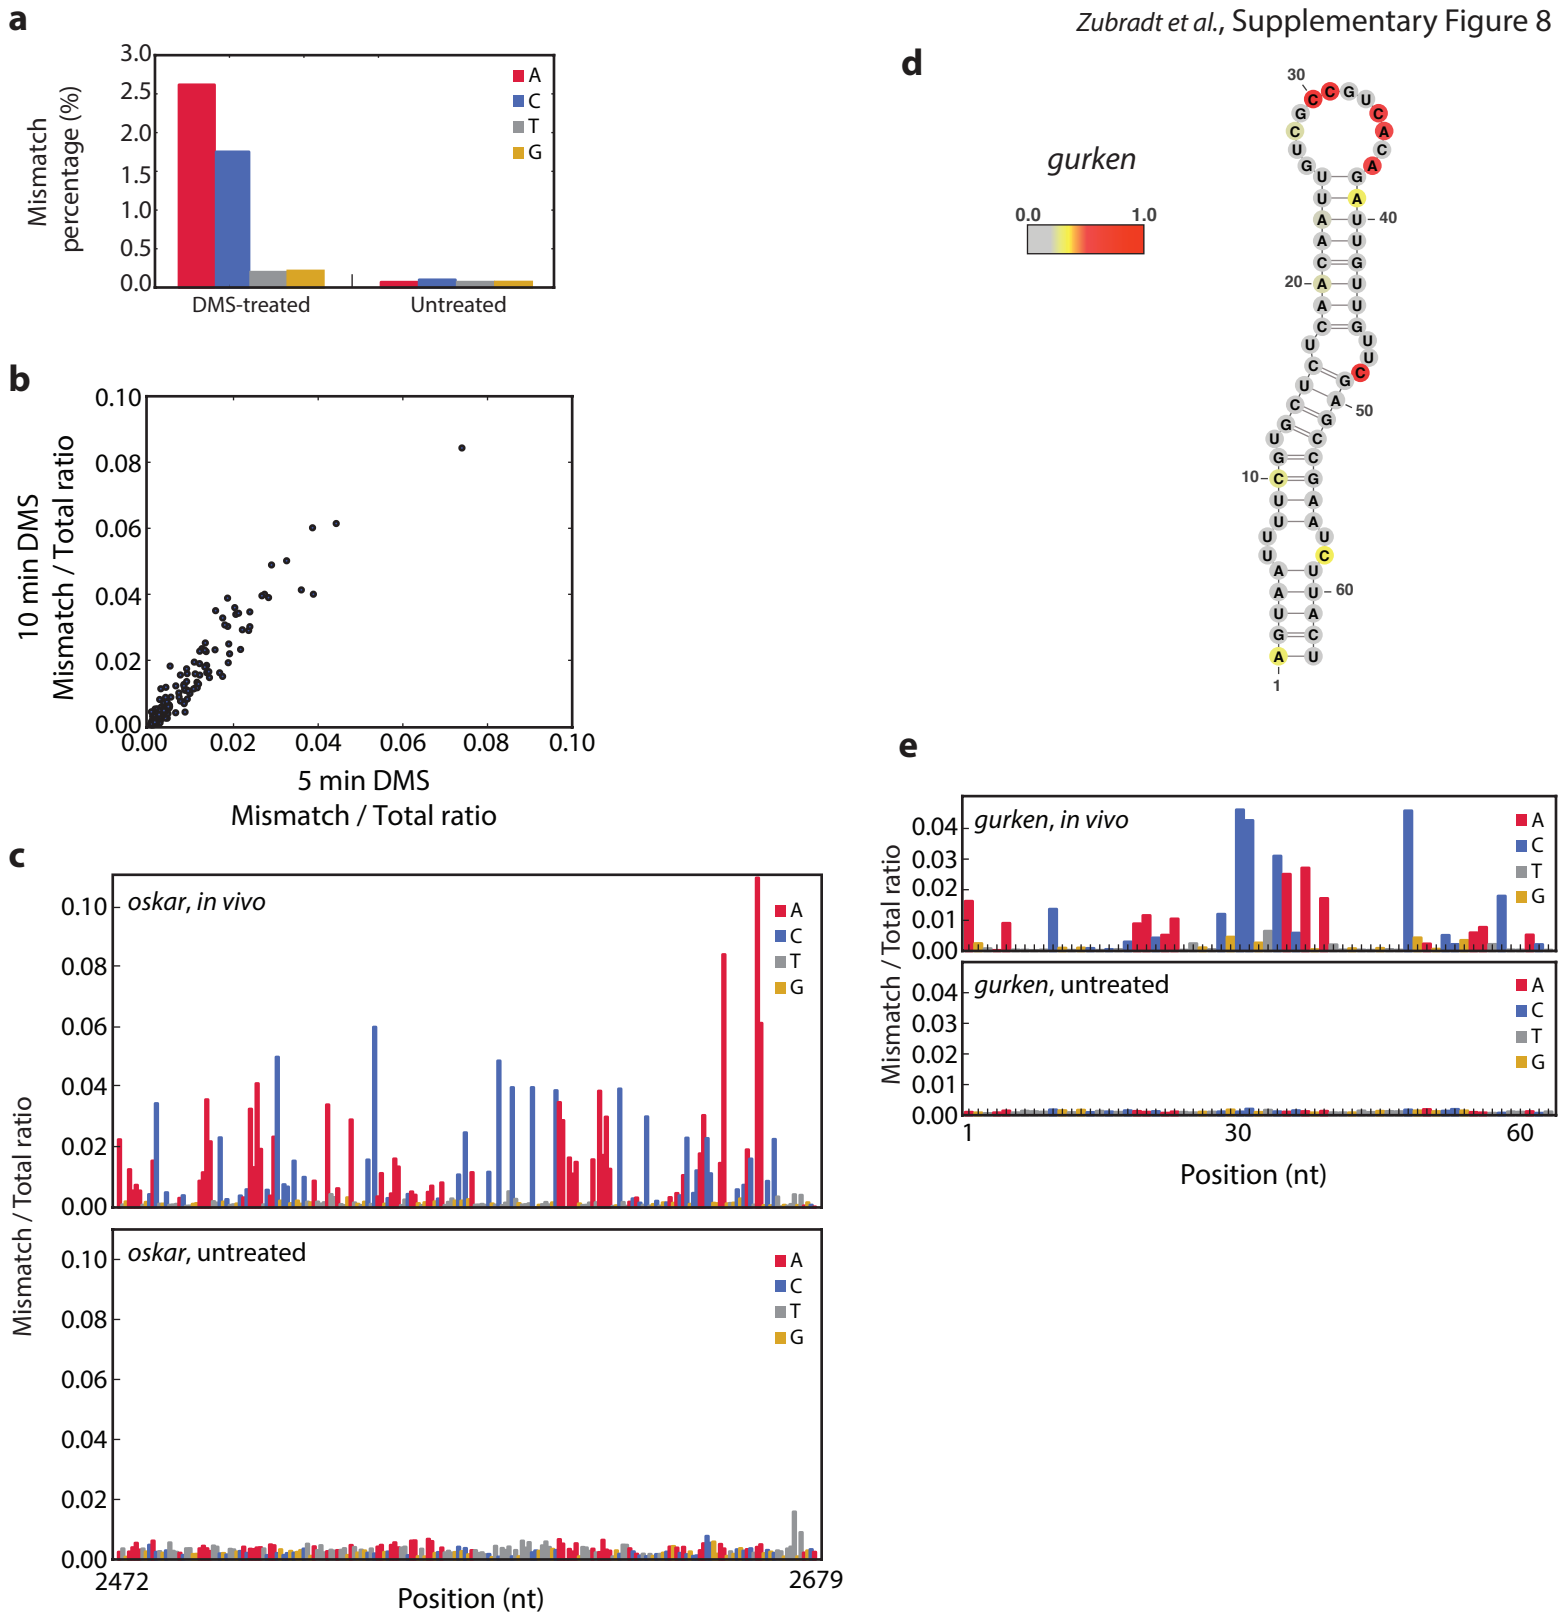 Zubradt et al., Supplementary Figure 8
a
Mismatch
percentage (%)
3.0
2.5
2.0
1.5
1.0
0.5
0.0
A
C
T
G
DMS-treated
Untreated
b
10 min DMS
Mismatch / Total ratio
0.10
0.08
0.06
0.04
0.02
0.00
0.00
0.02
0.04
0.06
0.08
0.10
5 min DMS
Mismatch / Total ratio
c
Mismatch / Total ratio
oskar, in vivo
A
C
T
G
0.10
0.08
0.06
0.04
0.02
0.00
oskar, untreated
A
C
T
G
0.10
0.08
0.06
0.04
0.02
0.00
2472
2679
Position (nt)
d
gurken
0.0
1.0
30
C C G U
G C
C A
U C
G A
U G
U A
A U 40
A U
C G
20 A U
A U
C G
U U
U
C C
U G
C A 50
G G
U C
G C
10 C G
U A
U A
U U
U C
A U
A U 60
U A
G C
A U
1
e
Mismatch / Total ratio
gurken, in vivo
A
C
T
G
0.04
0.03
0.02
0.01
0.00
gurken, untreated
A
C
T
G
0.04
0.03
0.02
0.01
0.00
1
30
60
Position (nt)